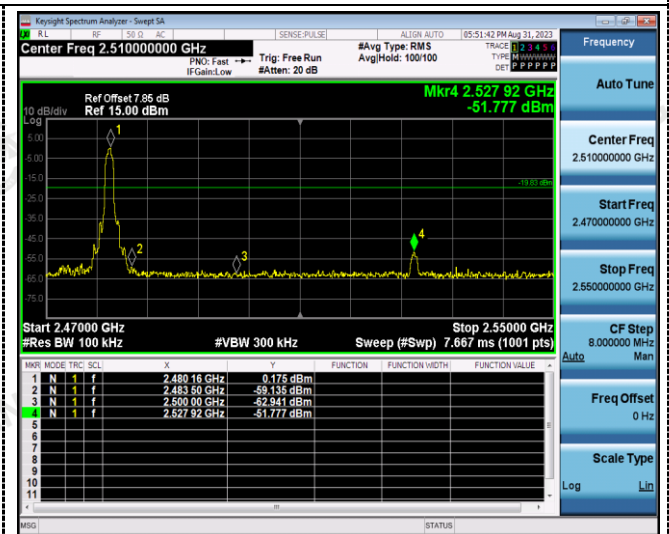 Keysight Spectrum Analyzer - Swept SA
RL RF 50 Ω AC SENSE:PULSE ALIGN AUTO 05:51:42 PM Aug 31, 2023
Center Freq 2.510000000 GHz
PNO: Fast
IFGain:Low
Trig: Free Run
#Atten: 20 dB
#Avg Type: RMS
Avg|Hold: 100/100
TRACE 1 2 3 4 5 6
TYPE M WWWWW
DET P P P P P P
Mkr4 2.527 92 GHz
-51.777 dBm
Ref Offset 7.85 dB
10 dB/div Ref 15.00 dBm
Log
1
5.00
-5.00
-15.0
-19.83 dBm
-25.0
-35.0
-45.0
4
2
3
-55.0
-65.0
-75.0
Start 2.47000 GHz Stop 2.55000 GHz
#Res BW 100 kHz #VBW 300 kHz Sweep (#Swp) 7.667 ms (1001 pts)
MKR MODE TRC SCL X Y FUNCTION FUNCTION WIDTH FUNCTION VALUE
1 N 1 f 2.480 16 GHz 0.175 dBm
2 N 1 f 2.483 50 GHz -59.135 dBm
3 N 1 f 2.500 00 GHz -62.941 dBm
4 N 1 f 2.527 92 GHz -51.777 dBm
5
6
7
8
9
10
11
MSG STATUS
Frequency
Auto Tune
Center Freq
2.510000000 GHz
Start Freq
2.470000000 GHz
Stop Freq
2.550000000 GHz
CF Step
8.000000 MHz
Auto Man
Freq Offset
0 Hz
Scale Type
Log Lin